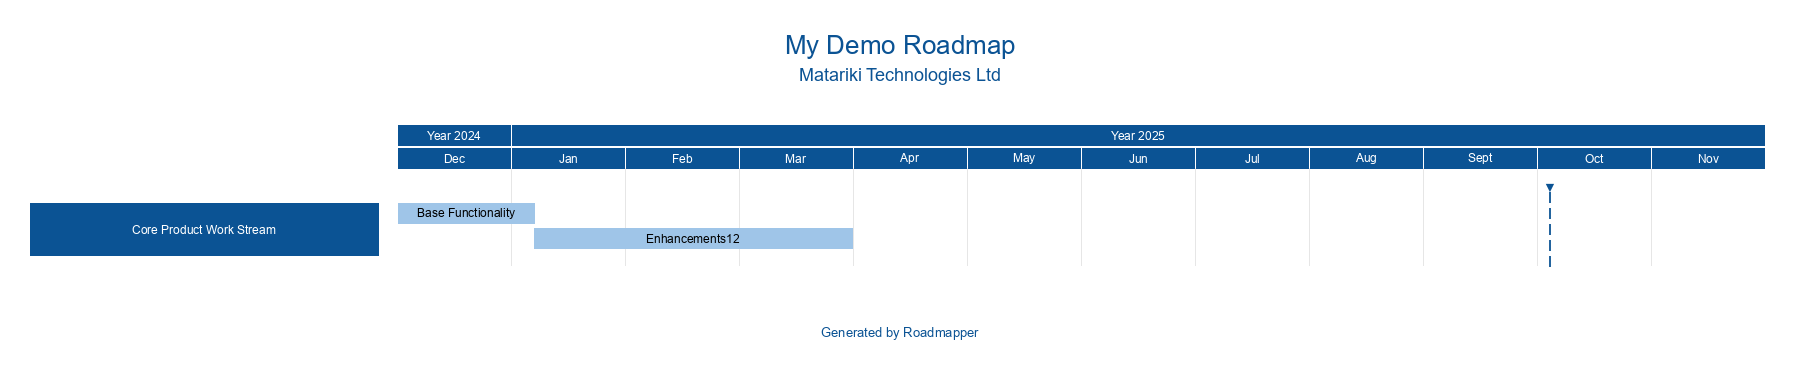 My Demo Roadmap
Matariki Technologies Ltd
Year 2024 Year 2025
Dec Jan Feb Mar Apr May Jun Jul Aug Sept Oct Nov
Base Functionality
Core Product Work Stream
Enhancements12
Generated by Roadmapper